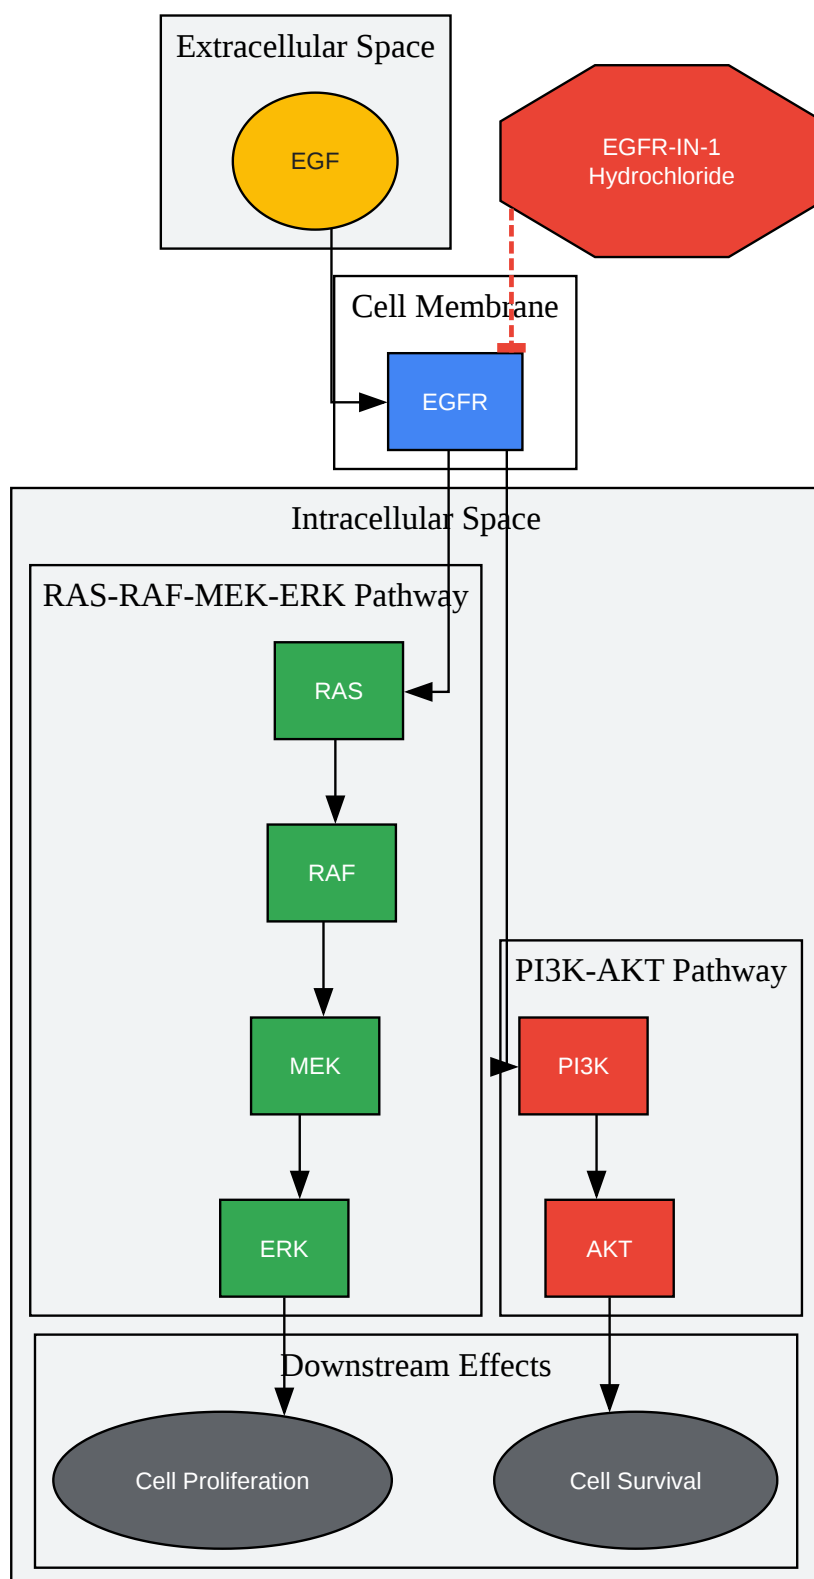 Extracellular Space
EGF
EGFR-IN-1
Hydrochloride
Cell Membrane
EGFR
Intracellular Space
RAS-RAF-MEK-ERK Pathway
RAS
RAF
PI3K-AKT Pathway
MEK
PI3K
ERK
AKT
Downstream Effects
Cell Proliferation
Cell Survival